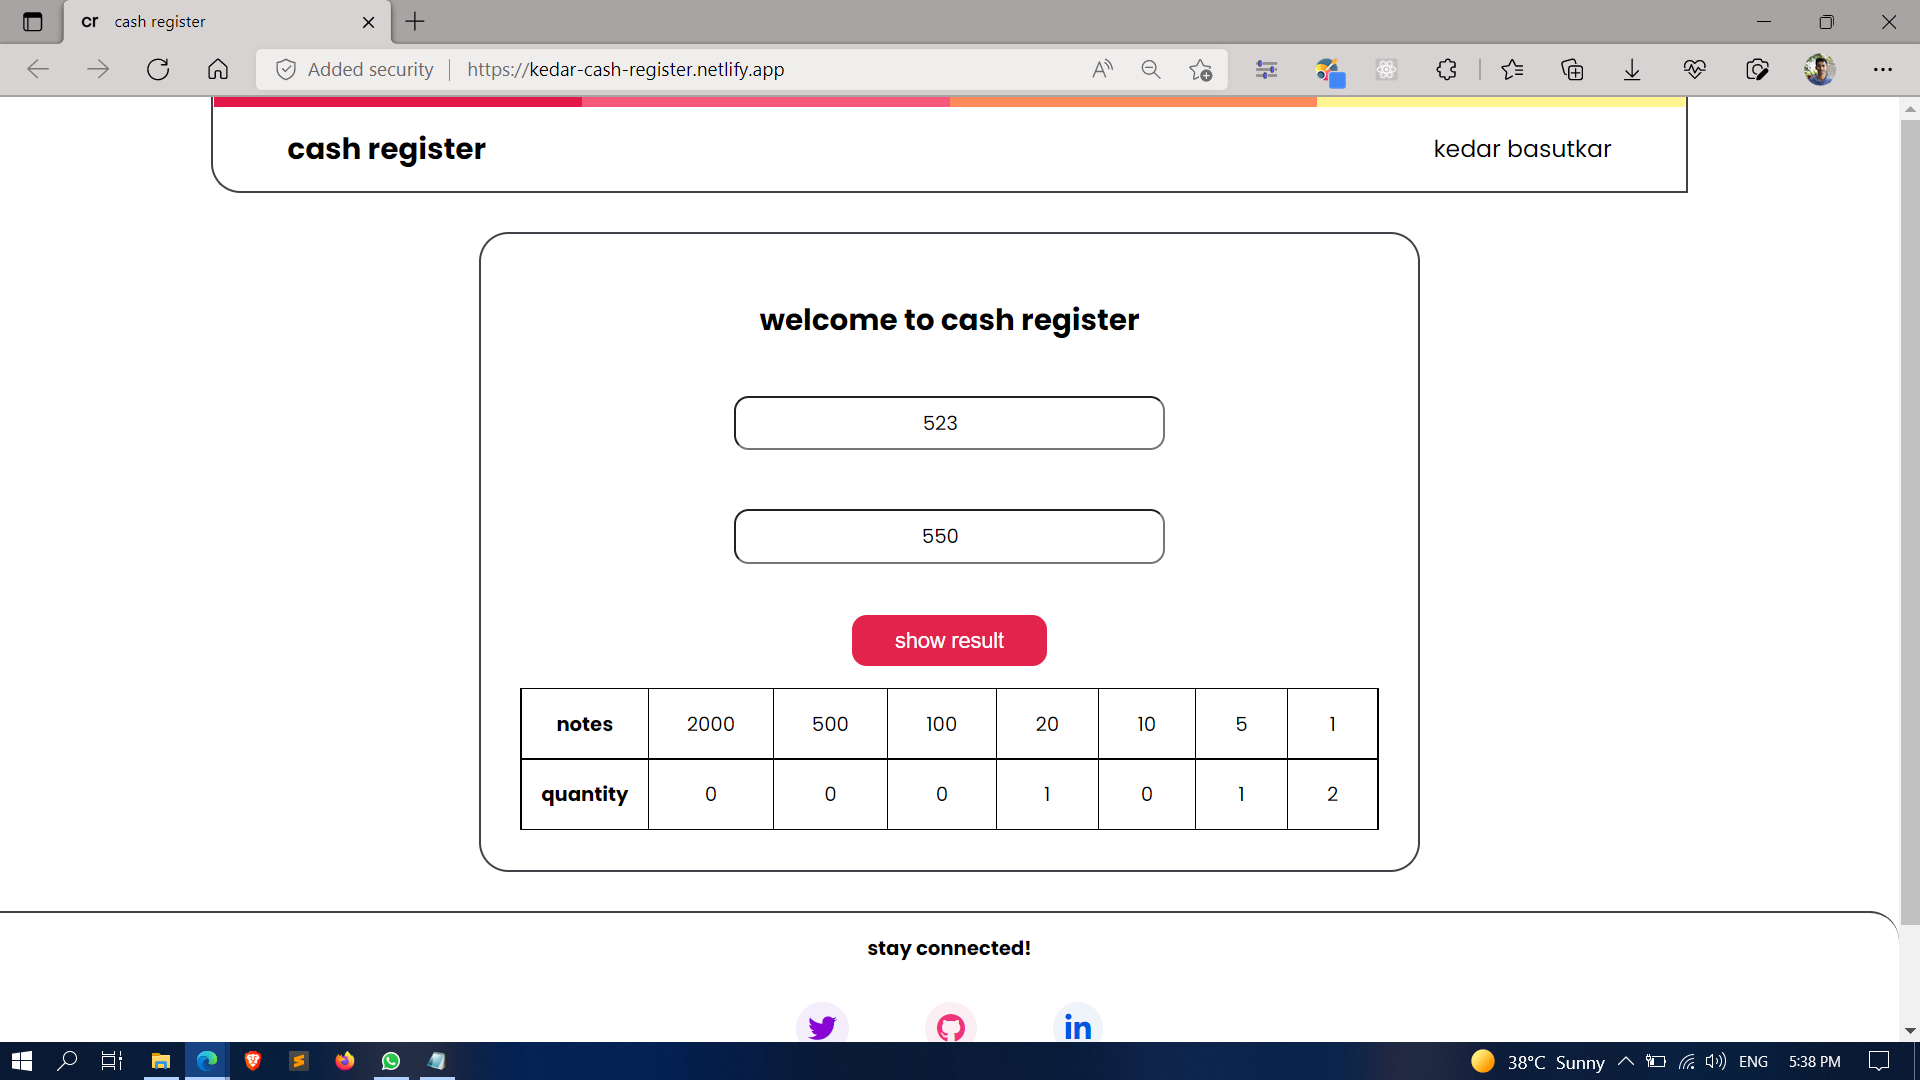 cr cash register
Added security https://kedar-cash-register.netlify.app
cash register kedar basutkar
welcome to cash register
523
550
show result
notes 2000 500 100 20 10 5 1
quantity 0 0 0 1 0 1 2
stay connected!
in
38°C Sunny ENG 5:38 PM